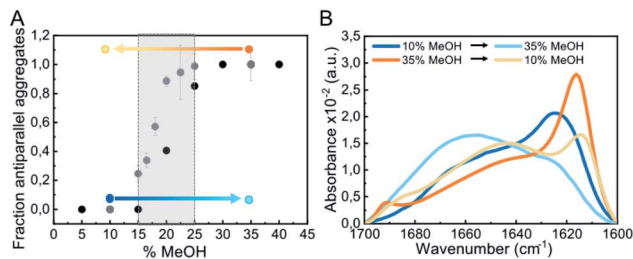 A
Fraction antiparallel aggregates
1,2
1,0
0,8
0,6
0,4
0,2
0,0
0 5 10 15 20 25 30 35 40 45
% MeOH
B
Absorbance x10⁻² (a.u.)
3,5
3,0
2,5
2,0
1,5
1,0
0,5
0,0
10% MeOH → 35% MeOH
35% MeOH → 10% MeOH
1700 1680 1660 1640 1620 1600
Wavenumber (cm⁻¹)